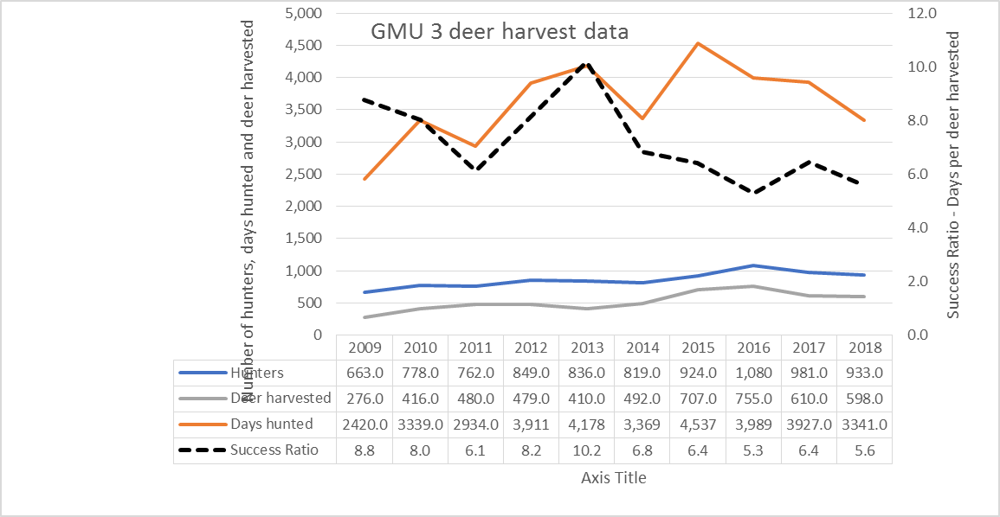 GMU 3 deer harvest data
Number of hunters, days hunted and deer harvested
5,000
4,500
4,000
3,500
3,000
2,500
2,000
1,500
1,000
500
0
12.0
10.0
8.0
6.0
4.0
2.0
0.0
Success Ratio - Days per deer harvested
2009 2010 2011 2012 2013 2014 2015 2016 2017 2018
Hunters 663.0 778.0 762.0 849.0 836.0 819.0 924.0 1,080 981.0 933.0
Deer harvested 276.0 416.0 480.0 479.0 410.0 492.0 707.0 755.0 610.0 598.0
Days hunted 2420.0 3339.0 2934.0 3,911 4,178 3,369 4,537 3,989 3927.0 3341.0
Success Ratio 8.8 8.0 6.1 8.2 10.2 6.8 6.4 5.3 6.4 5.6
Axis Title